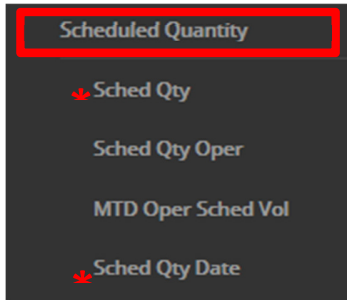 Scheduled Quantity
* Sched Qty
Sched Qty Oper
MTD Oper Sched Vol
* Sched Qty Date